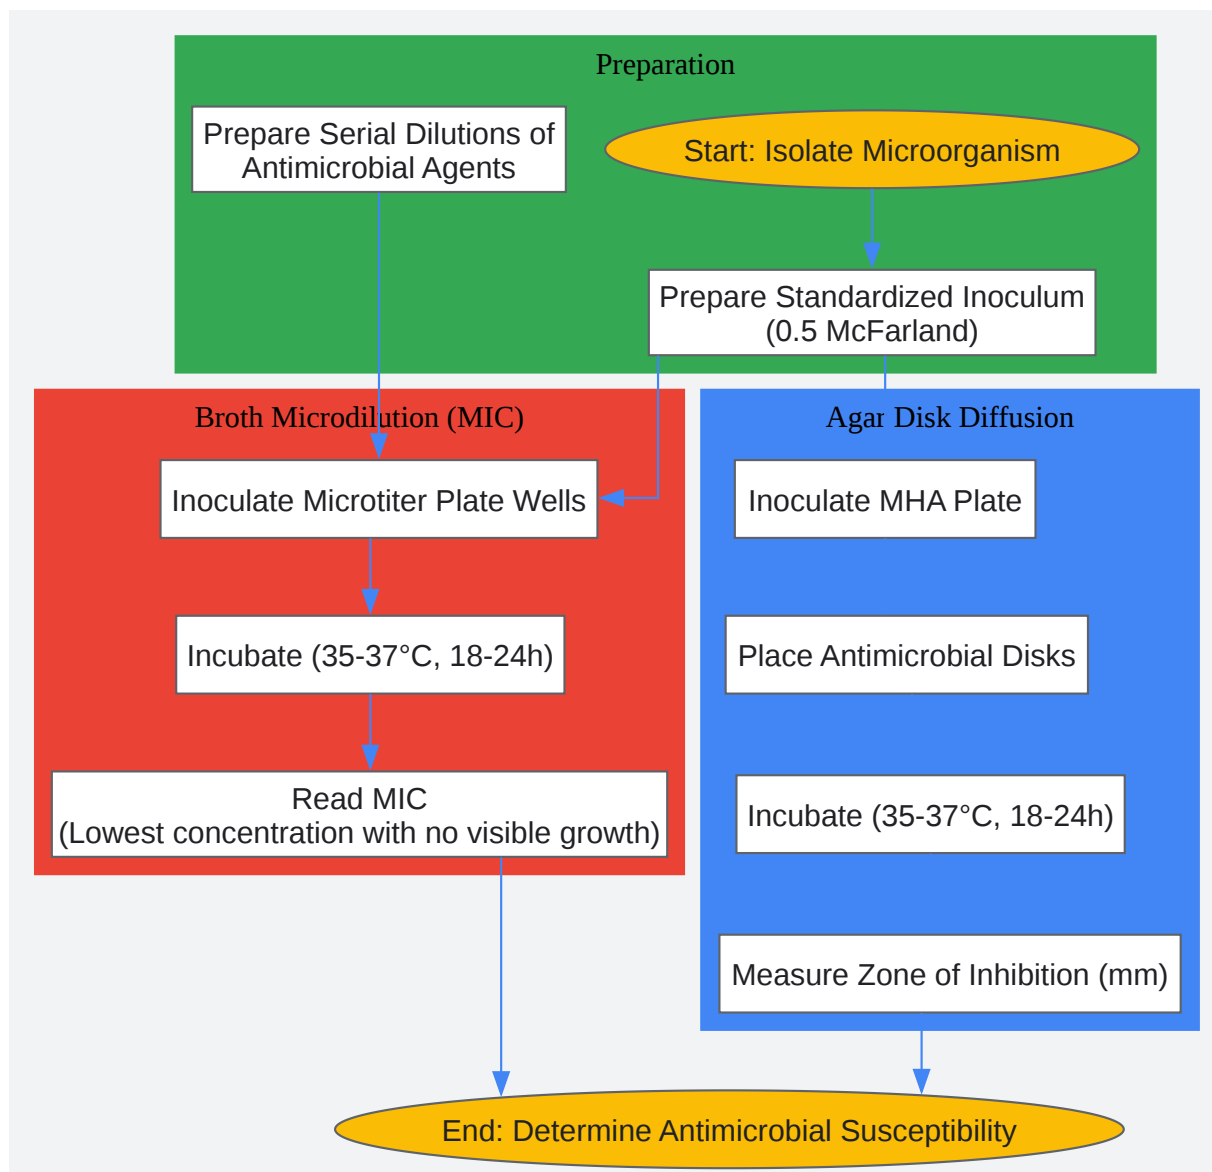 Preparation
Prepare Serial Dilutions of
Antimicrobial Agents
Start: Isolate Microorganism
Prepare Standardized Inoculum
(0.5 McFarland)
Broth Microdilution (MIC)
Inoculate Microtiter Plate Wells
Incubate (35-37°C, 18-24h)
Read MIC
(Lowest concentration with no visible growth)
Agar Disk Diffusion
Inoculate MHA Plate
Place Antimicrobial Disks
Incubate (35-37°C, 18-24h)
Measure Zone of Inhibition (mm)
End: Determine Antimicrobial Susceptibility